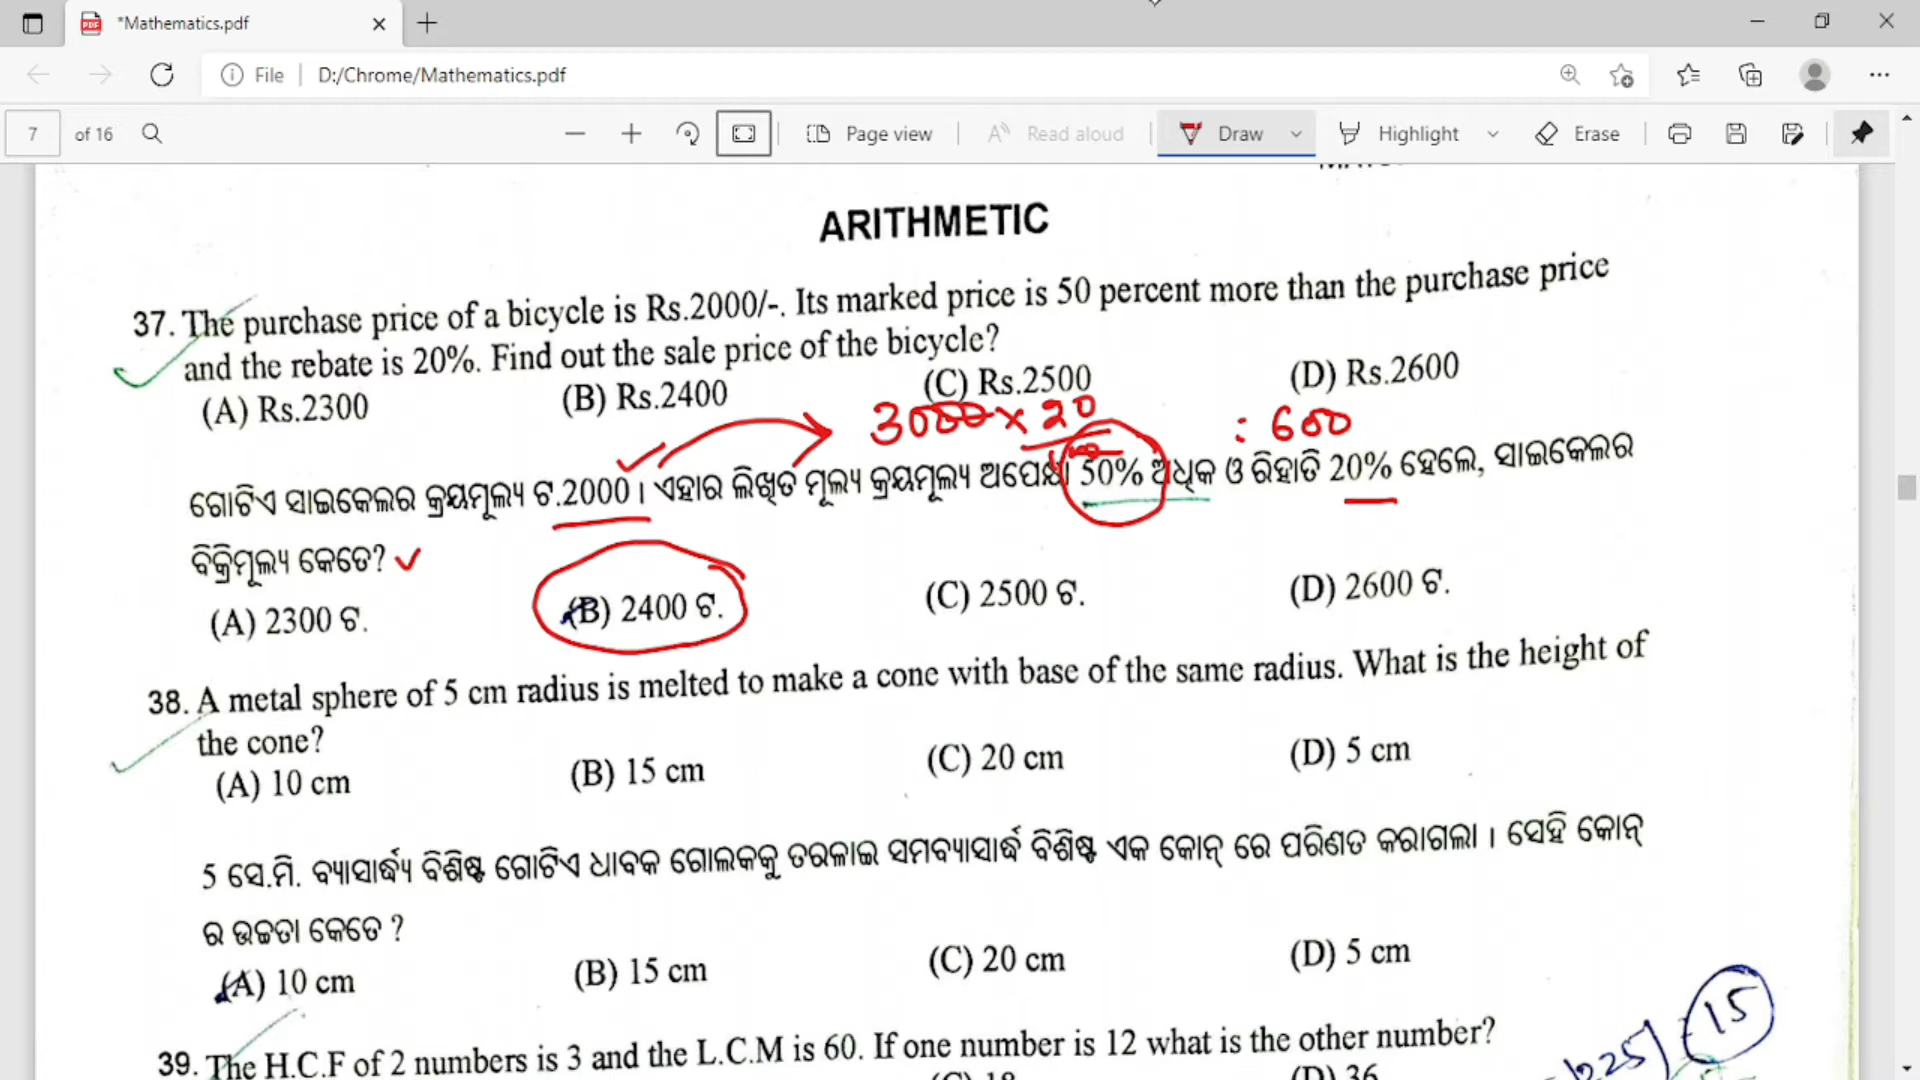 *Mathematics.pdf
File D:/Chrome/Mathematics.pdf
7 of 16 Page view Read aloud Draw Highlight Erase
ARITHMETIC
37. The purchase price of a bicycle is Rs.2000/-. Its marked price is 50 percent more than the purchase price
and the rebate is 20%. Find out the sale price of the bicycle?
(A) Rs.2300 (B) Rs.2400 (C) Rs.2500 (D) Rs.2600
3000 × 20 : 600
ଗୋଟିଏ ସାଇକେଲର କ୍ରୟମୂଲ୍ୟ ଟ.2000 । ଏହାର ଲିଖିତ ମୂଲ୍ୟ କ୍ରୟମୂଲ୍ୟ ଅପେକ୍ଷା 50% ଅଧିକ ଓ ରିହାତି 20% ହେଲେ, ସାଇକେଲର
ବିକ୍ରିମୂଲ୍ୟ କେତେ?
(A) 2300 ଟ. (B) 2400 ଟ. (C) 2500 ଟ. (D) 2600 ଟ.
38. A metal sphere of 5 cm radius is melted to make a cone with base of the same radius. What is the height of
the cone?
(A) 10 cm (B) 15 cm (C) 20 cm (D) 5 cm
5 ସେ.ମି. ବ୍ୟାସାର୍ଦ୍ଧ୍ୟ ବିଶିଷ୍ଟ ଗୋଟିଏ ଧାବକ ଗୋଲକକୁ ତରଳାଇ ସମବ୍ୟାସାର୍ଦ୍ଧ ବିଶିଷ୍ଟ ଏକ କୋନ୍ ରେ ପରିଣତ କରାଗଲା । ସେହି କୋନ୍
ର ଉଚ୍ଚତା କେତେ ?
(A) 10 cm (B) 15 cm (C) 20 cm (D) 5 cm
15
39. The H.C.F of 2 numbers is 3 and the L.C.M is 60. If one number is 12 what is the other number?
(C) 18 (D) 36